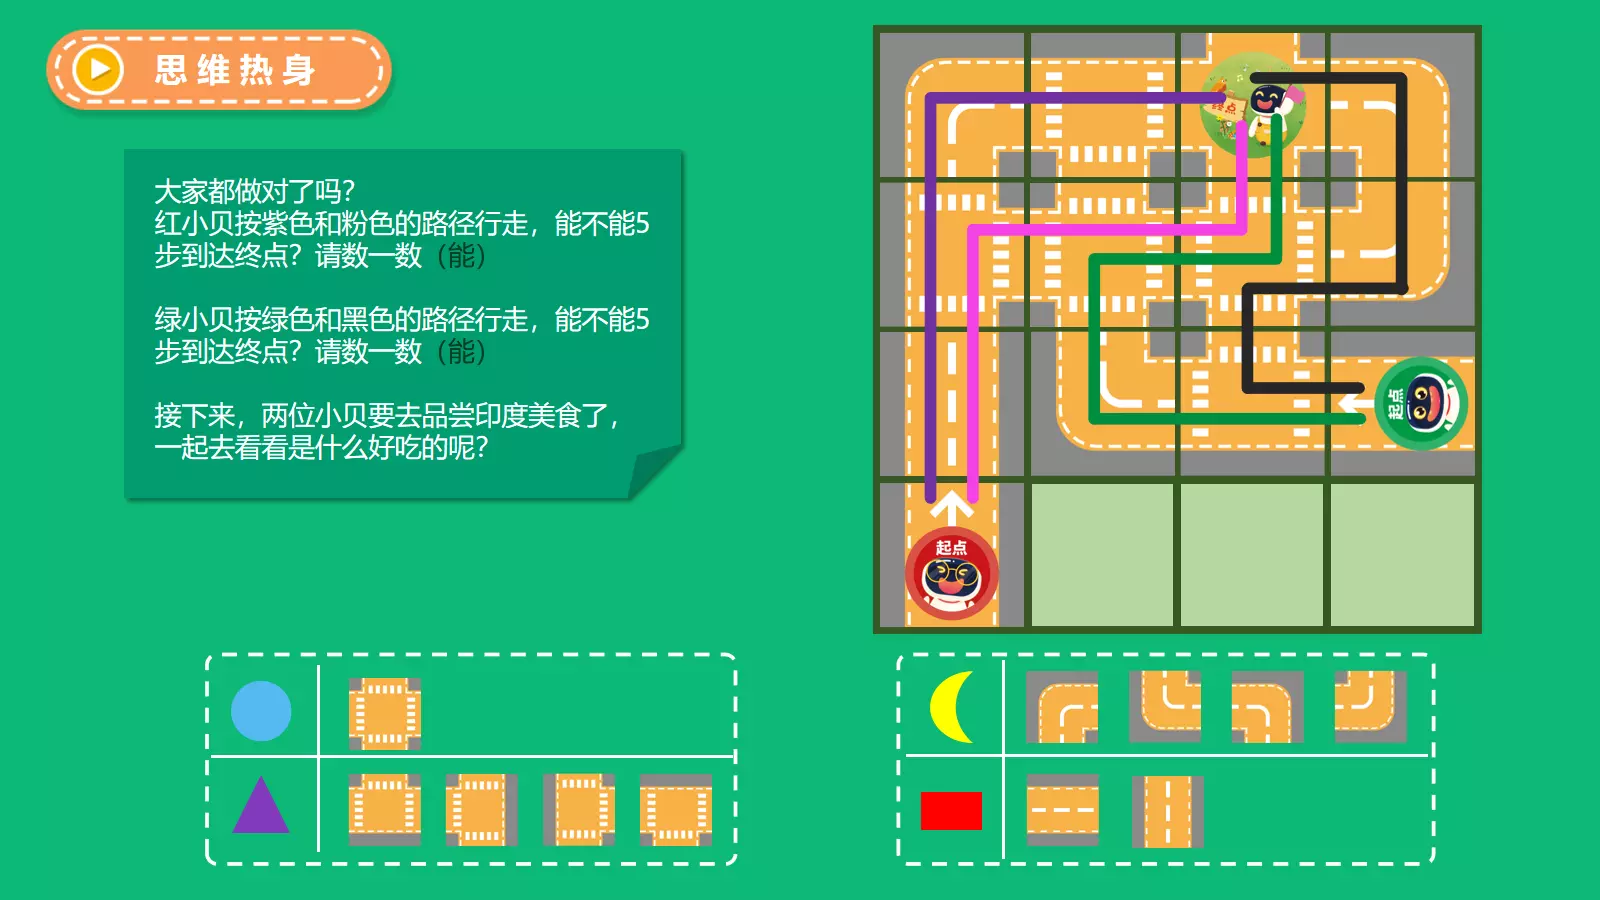 思维热身
大家都做对了吗？
红小贝按紫色和粉色的路径行走，能不能5
步到达终点？请数一数（能）
绿小贝按绿色和黑色的路径行走，能不能5
步到达终点？请数一数（能）
接下来，两位小贝要去品尝印度美食了，
一起去看看是什么好吃的呢？
终点
起点
起点